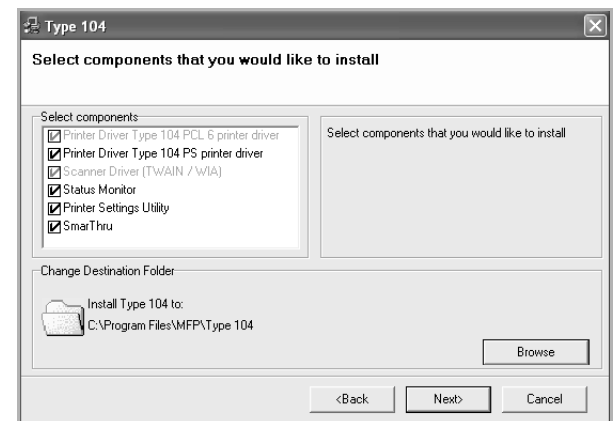 Type 104
Select components that you would like to install
Select components
Printer Driver Type 104 PCL 6 printer driver
Printer Driver Type 104 PS printer driver
Scanner Driver (TWAIN / WIA)
Status Monitor
Printer Settings Utility
SmarThru
Select components that you would like to install
Change Destination Folder
Install Type 104 to:
C:\Program Files\MFP\Type 104
Browse
<Back
Next>
Cancel